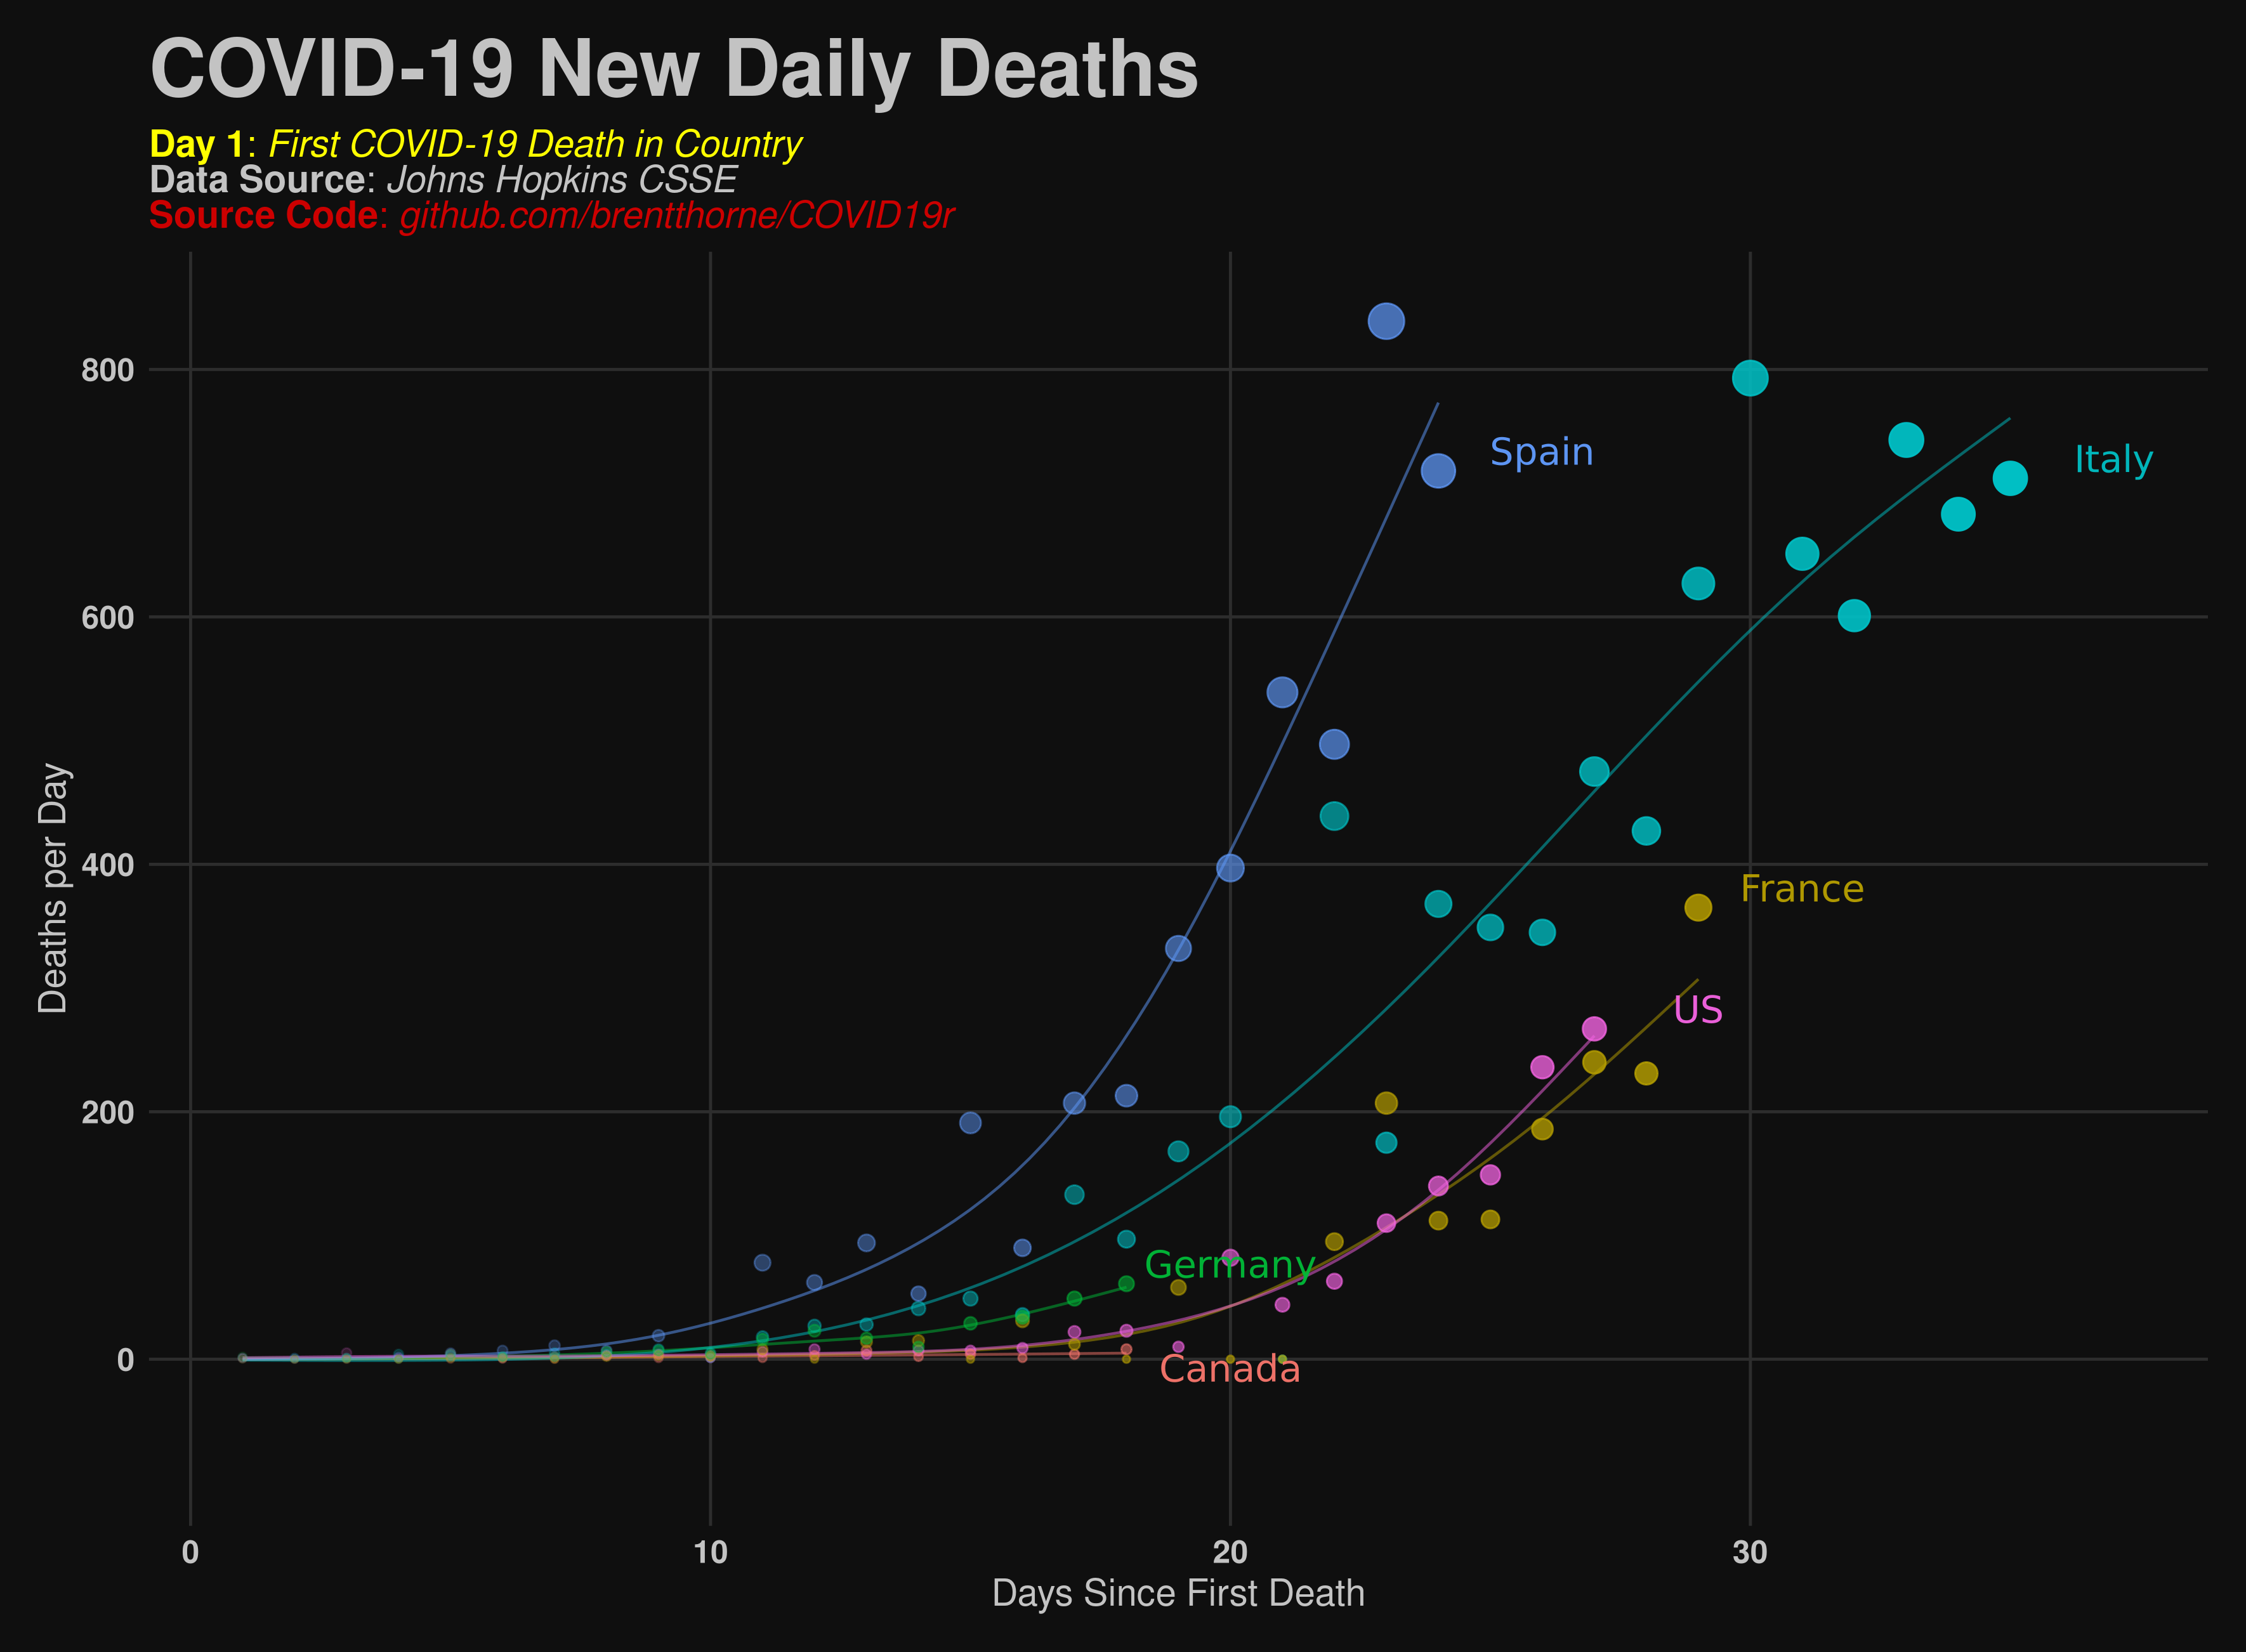 COVID-19 New Daily Deaths
Day 1: First COVID-19 Death in Country
Data Source: Johns Hopkins CSSE
Source Code: github.com/brentthorne/COVID19r
Deaths per Day
800
600
400
200
0
Spain
Italy
France
US
Germany
Canada
0
10
20
30
Days Since First Death